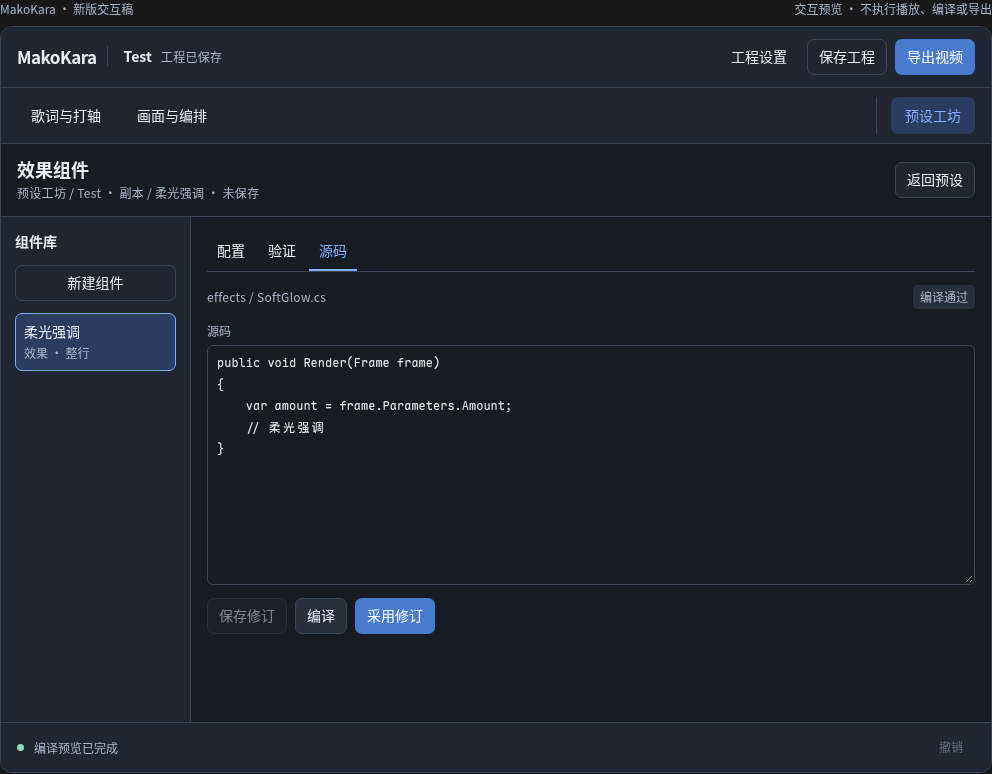 MakoKara · 新版交互稿
交互预览 · 不执行播放、编译或导出
MakoKara Test 工程已保存 工程设置 保存工程 导出视频
歌词与打轴 画面与编排 预设工坊
效果组件
预设工坊 / Test · 副本 / 柔光强调 · 未保存
返回预设
组件库
新建组件
柔光强调
效果 · 整行
配置 验证 源码
effects / SoftGlow.cs 编译通过
源码
public void Render(Frame frame)
{
    var amount = frame.Parameters.Amount;
    // 柔光强调
}
保存修订 编译 采用修订
编译预览已完成 撤销